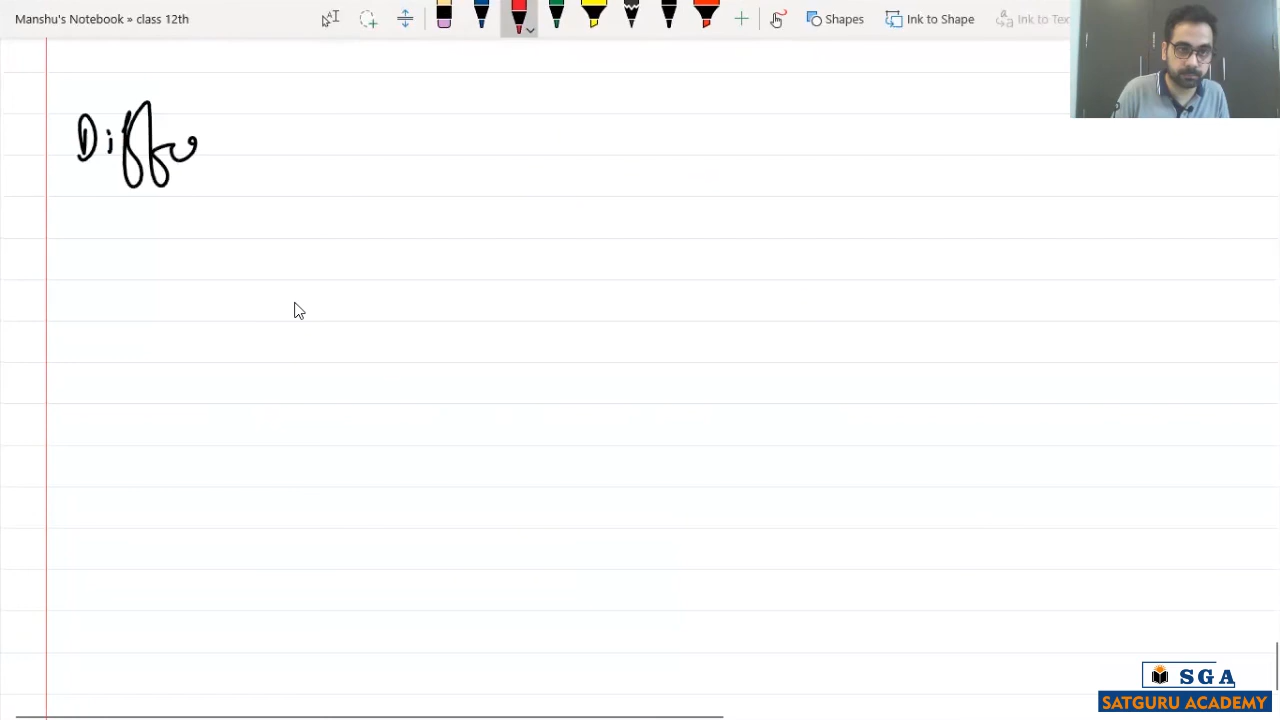 Manshu's Notebook » class 12th
Shapes
Ink to Shape
Ink to Text
Diffe
SGA
SATGURU ACADEMY